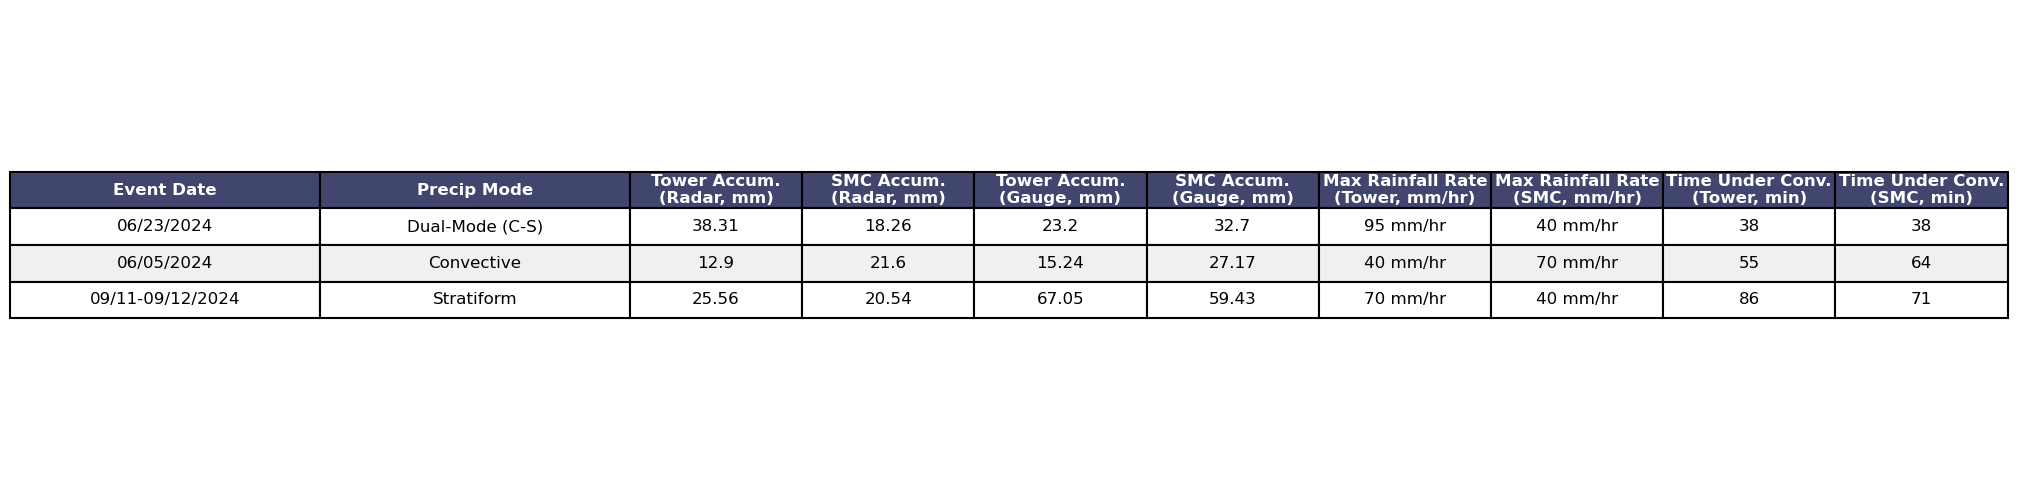 Event Date Precip Mode Tower Accum. (Radar, mm) SMC Accum. (Radar, mm) Tower Accum. (Gauge, mm) SMC Accum. (Gauge, mm) Max Rainfall Rate (Tower, mm/hr) Max Rainfall Rate (SMC, mm/hr) Time Under Conv. (Tower, min) Time Under Conv. (SMC, min)
06/23/2024 Dual-Mode (C-S) 38.31 18.26 23.2 32.7 95 mm/hr 40 mm/hr 38 38
06/05/2024 Convective 12.9 21.6 15.24 27.17 40 mm/hr 70 mm/hr 55 64
09/11-09/12/2024 Stratiform 25.56 20.54 67.05 59.43 70 mm/hr 40 mm/hr 86 71